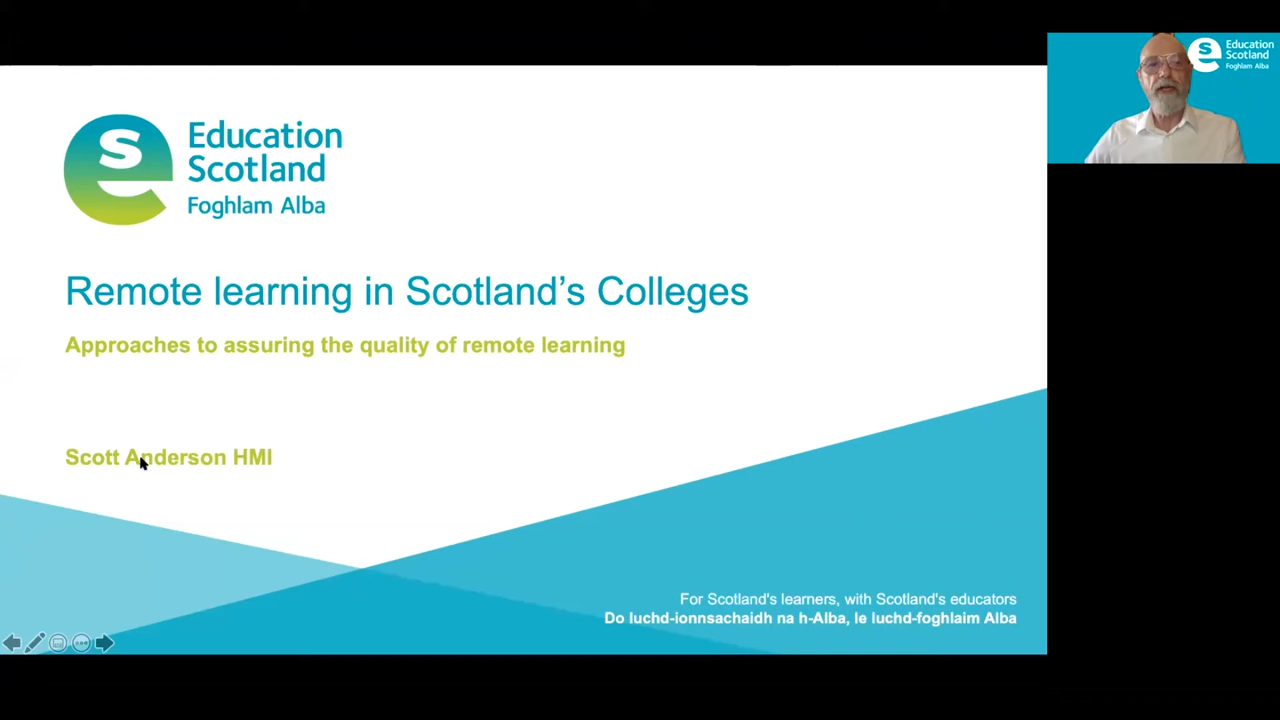 Education
Scotland
Foghlam Alba
Remote learning in Scotland's Colleges
Approaches to assuring the quality of remote learning
Scott Anderson HMI
For Scotland's learners, with Scotland's educators
Do luchd-ionnsachaidh na h-Alba, le luchd-foghlaim Alba
Education
Scotland
Foghlam Alba